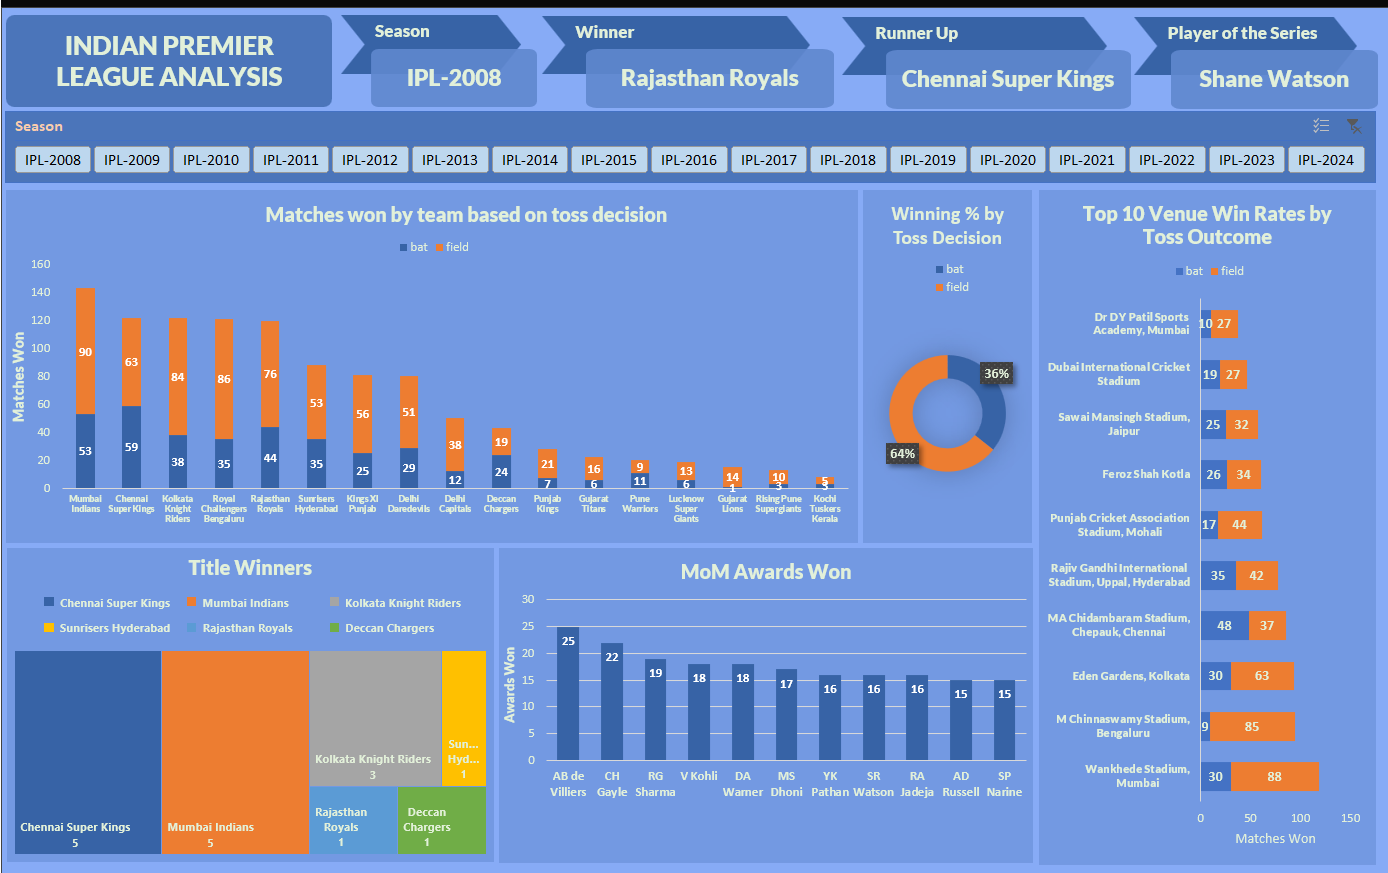 INDIAN PREMIER
LEAGUE ANALYSIS
Season
IPL-2008
Winner
Rajasthan Royals
Runner Up
Chennai Super Kings
Player of the Series
Shane Watson
Season
IPL-2008 IPL-2009 IPL-2010 IPL-2011 IPL-2012 IPL-2013 IPL-2014 IPL-2015 IPL-2016 IPL-2017 IPL-2018 IPL-2019 IPL-2020 IPL-2021 IPL-2022 IPL-2023 IPL-2024
Matches won by team based on toss decision
bat field
Matches Won
160
140
120
100
80
60
40
20
0
90 63 84 86 76 53 56 51 38 19 21 16 9 13 14 10 5
53 59 38 35 44 35 25 29 12 24 7 6 11 6 1 3 3
Mumbai
Indians
Chennai
Super Kings
Kolkata
Knight
Riders
Royal
Challengers
Bengaluru
Rajasthan
Royals
Sunrisers
Hyderabad
Kings XI
Punjab
Delhi
Daredevils
Delhi
Capitals
Deccan
Chargers
Punjab
Kings
Gujarat
Titans
Pune
Warriors
Lucknow
Super
Giants
Gujarat
Lions
Rising Pune
Supergiants
Kochi
Tuskers
Kerala
Winning % by
Toss Decision
bat
field
36%
64%
Top 10 Venue Win Rates by
Toss Outcome
bat field
Dr DY Patil Sports
Academy, Mumbai
10 27
Dubai International Cricket
Stadium
19 27
Sawai Mansingh Stadium,
Jaipur
25 32
Feroz Shah Kotla
26 34
Punjab Cricket Association
Stadium, Mohali
17 44
Rajiv Gandhi International
Stadium, Uppal, Hyderabad
35 42
MA Chidambaram Stadium,
Chepauk, Chennai
48 37
Eden Gardens, Kolkata
30 63
M Chinnaswamy Stadium,
Bengaluru
9 85
Wankhede Stadium,
Mumbai
30 88
0 50 100 150
Matches Won
Title Winners
Chennai Super Kings Mumbai Indians Kolkata Knight Riders
Sunrisers Hyderabad Rajasthan Royals Deccan Chargers
Chennai Super Kings
5
Mumbai Indians
5
Kolkata Knight Riders
3
Sun...
Hyd...
1
Rajasthan
Royals
1
Deccan
Chargers
1
MoM Awards Won
Awards Won
30
25
20
15
10
5
0
25 22 19 18 18 17 16 16 16 15 15
AB de
Villiers
CH
Gayle
RG
Sharma
V Kohli
DA
Warner
MS
Dhoni
YK
Pathan
SR
Watson
RA
Jadeja
AD
Russell
SP
Narine